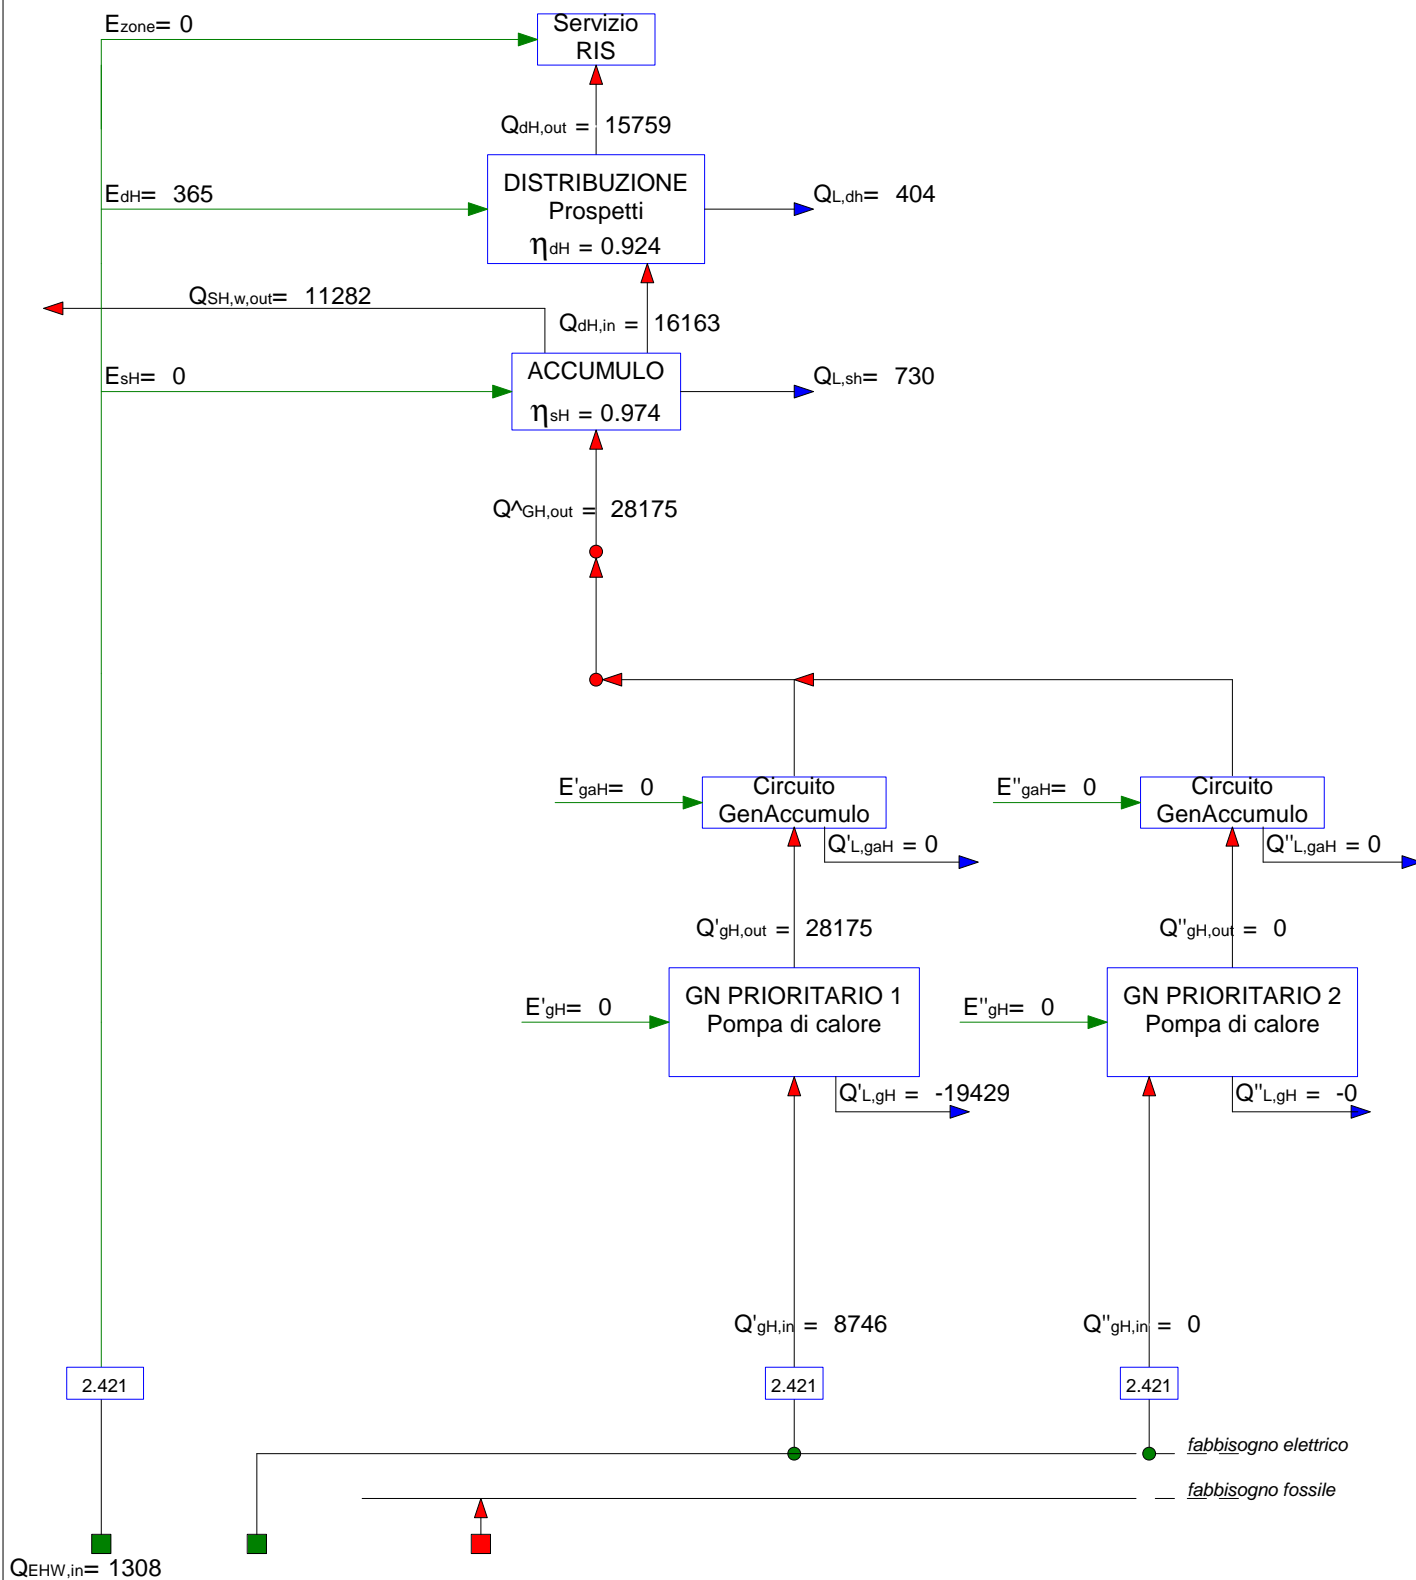 Ezone= 0
Servizio
RIS
QdH,out = 15759
EdH= 365
DISTRIBUZIONE
Prospetti
ηdH = 0.924
QL,dh= 404
QSH,w,out= 11282
QdH,in = 16163
EsH= 0
ACCUMULO
ηsH = 0.974
QL,sh= 730
Q^GH,out = 28175
E'gaH= 0
Circuito
GenAccumulo
E''gaH= 0
Circuito
GenAccumulo
Q'L,gaH = 0
Q''L,gaH = 0
Q'gH,out = 28175
Q''gH,out = 0
E'gH= 0
GN PRIORITARIO 1
Pompa di calore
E''gH= 0
GN PRIORITARIO 2
Pompa di calore
Q'L,gH = -19429
Q''L,gH = -0
Q'gH,in = 8746
Q''gH,in = 0
2.421
2.421
2.421
fabbisogno elettrico
fabbisogno fossile
QEHW,in= 1308